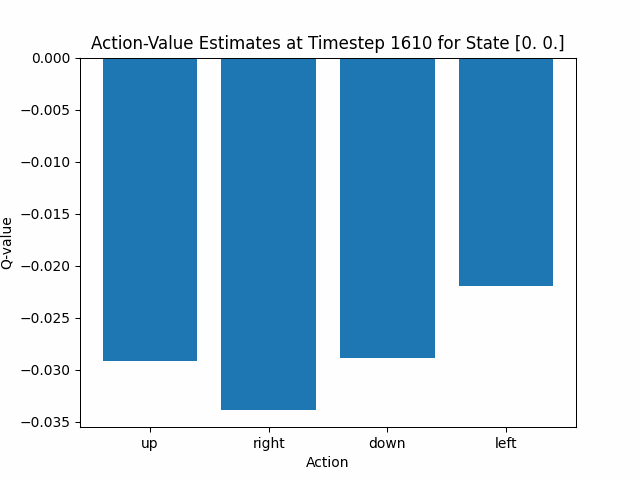 Action-Value Estimates at Timestep 1610 for State [0. 0.]
0.000
−0.005
−0.010
−0.015
−0.020
−0.025
−0.030
−0.035
Q-value
up right down left
Action